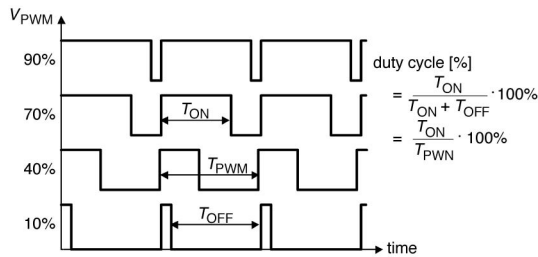 VPWM
90%
70%
40%
10%
TON
TPWM
TOFF
time
duty cycle [%]
= TON / TON + TOFF · 100%
= TON / TPWN · 100%